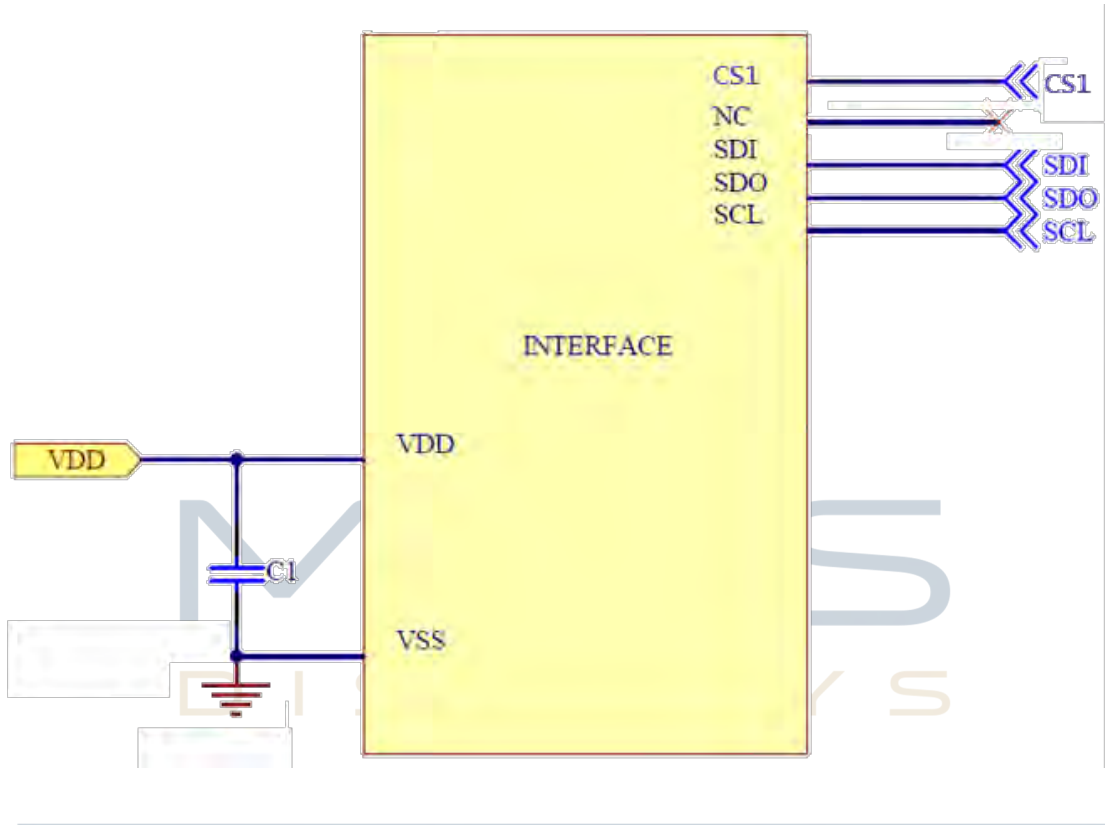 CS1 CS1
NC
SDI SDI
SDO SDO
SCL SCL
INTERFACE
VDD VDD
C1
VSS